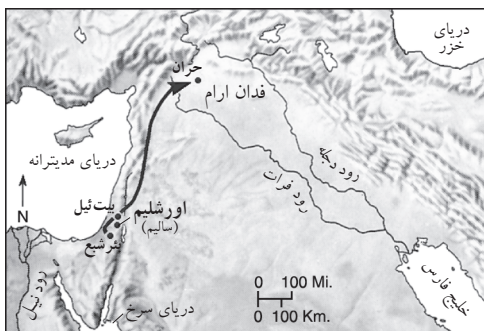 دریای
خزر
حَران
فدان ارام
دریای مدیترانه
رود دجله
رود فرات
بیت‌ئیل
اورشلیم
(سالیم)
بئرشبع
N
رود نیل
دریای سرخ
خلیج فارس
0 100 Mi.
0 100 Km.